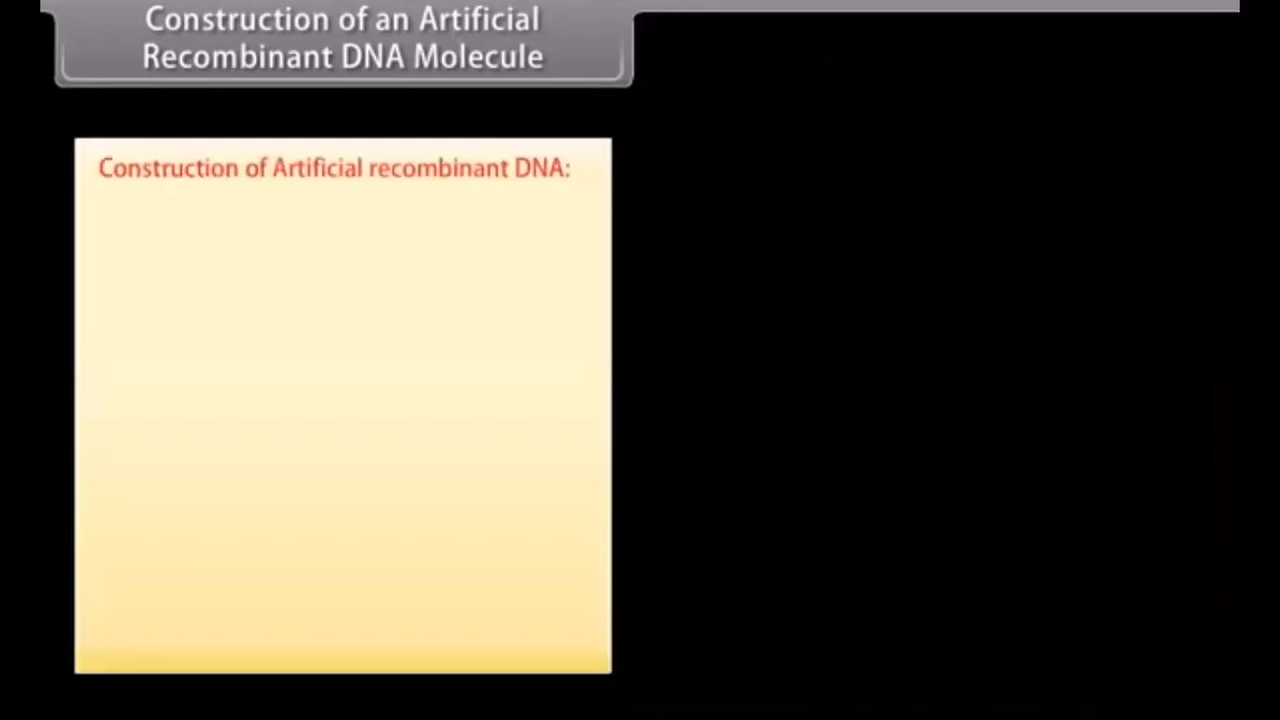 Construction of an Artificial
Recombinant DNA Molecule
Construction of Artificial recombinant DNA: